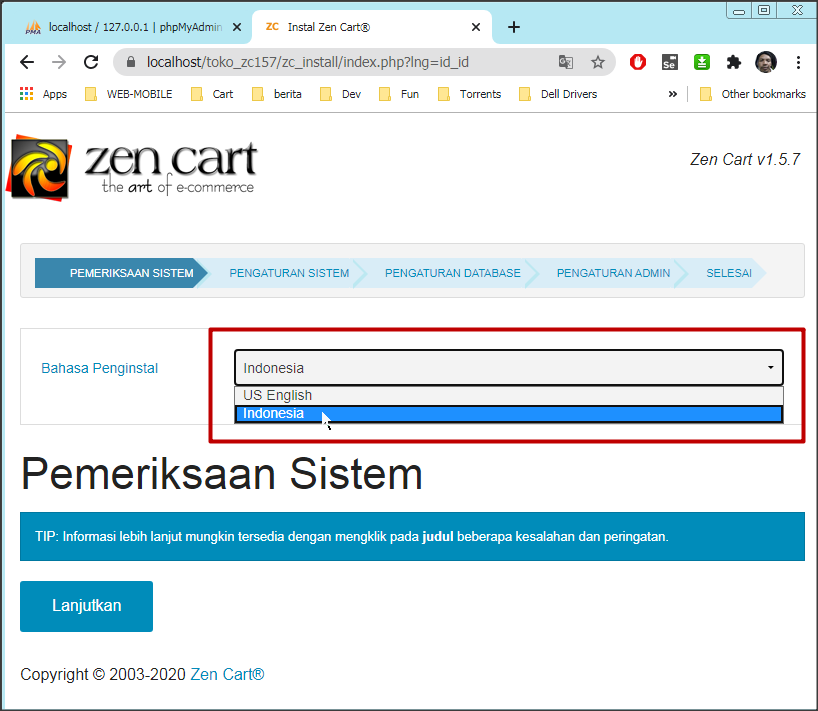 localhost / 127.0.0.1 | phpMyAdmin
ZC Instal Zen Cart®
localhost/toko_zc157/zc_install/index.php?lng=id_id
Apps WEB-MOBILE Cart berita Dev Fun Torrents Dell Drivers » Other bookmarks
zen cart
the art of e-commerce
Zen Cart v1.5.7
PEMERIKSAAN SISTEM PENGATURAN SISTEM PENGATURAN DATABASE PENGATURAN ADMIN SELESAI
Bahasa Penginstal
Indonesia
US English
Indonesia
Pemeriksaan Sistem
TIP: Informasi lebih lanjut mungkin tersedia dengan mengklik pada judul beberapa kesalahan dan peringatan.
Lanjutkan
Copyright © 2003-2020 Zen Cart®